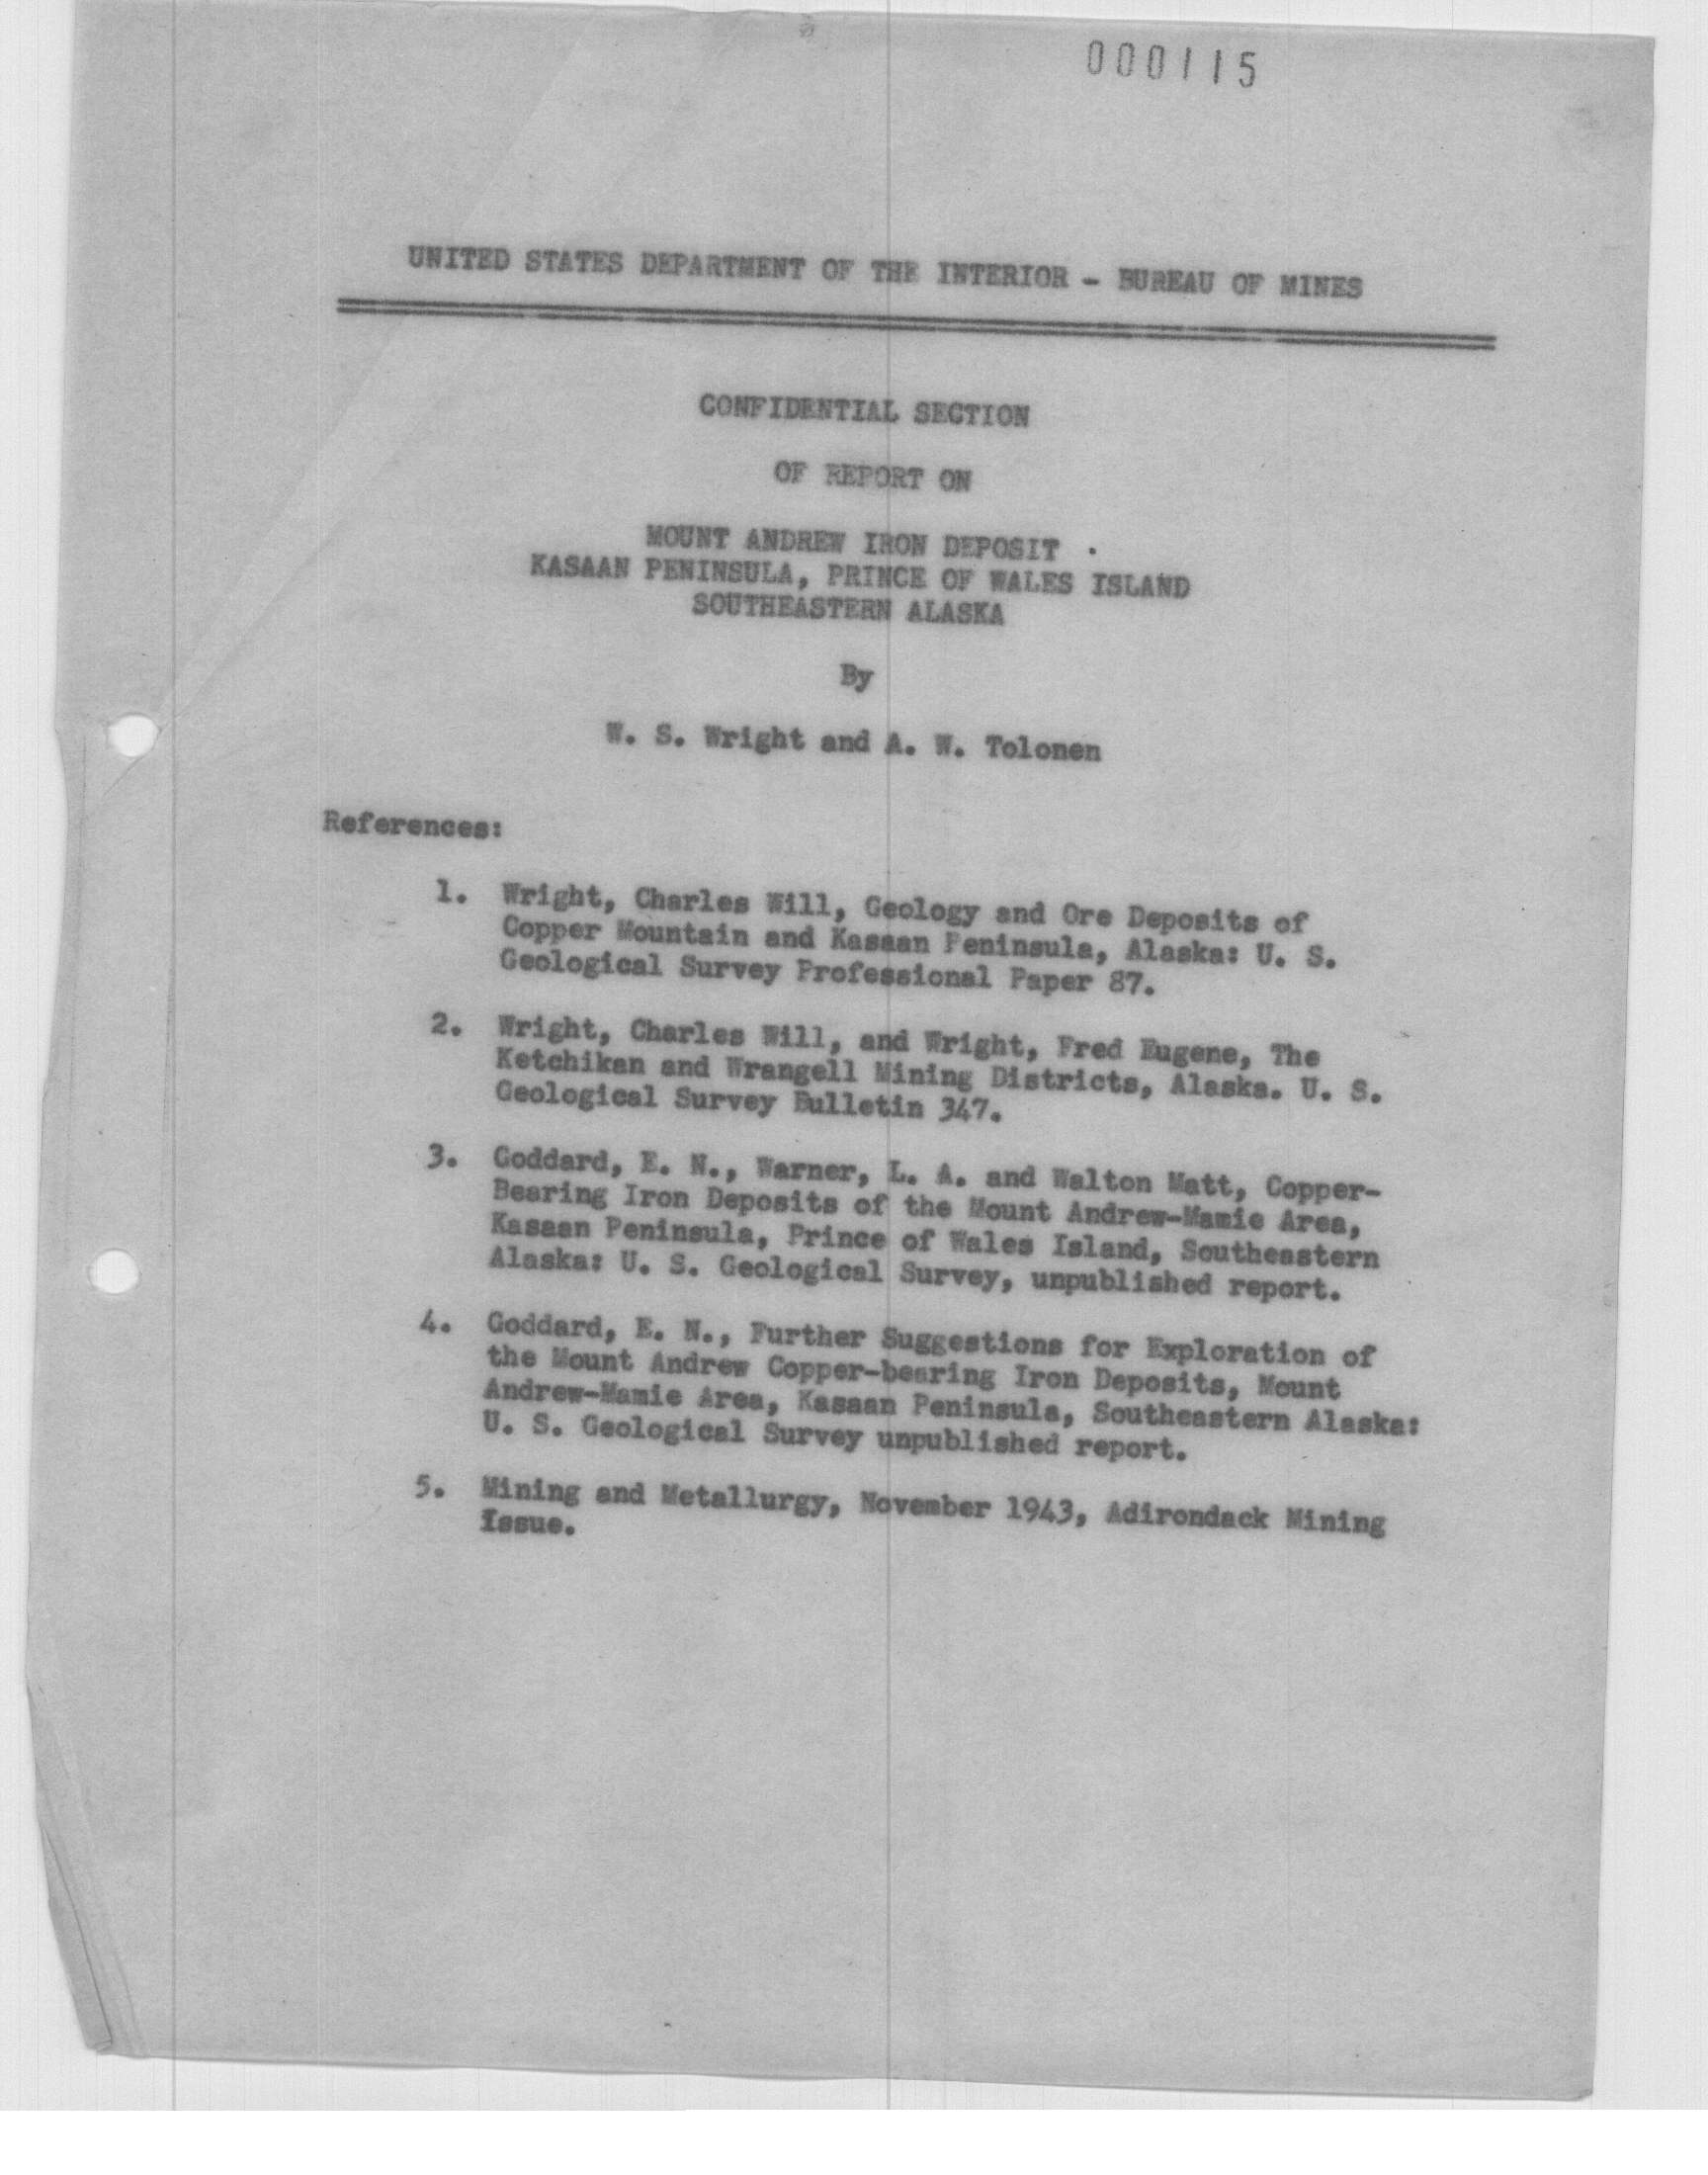 000115
UNITED STATES DEPARTMENT OF THE INTERIOR - BUREAU OF MINES
CONFIDENTIAL SECTION
OF REPORT ON
MOUNT ANDREW IRON DEPOSIT .
KASAAN PENINSULA, PRINCE OF WALES ISLAND
SOUTHEASTERN ALASKA
By
W. S. Wright and A. W. Tolonen
References:
1. Wright, Charles Will, Geology and Ore Deposits of
Copper Mountain and Kasaan Peninsula, Alaska: U. S.
Geological Survey Professional Paper 87.
2. Wright, Charles Will, and Wright, Fred Eugene, The
Ketchikan and Wrangell Mining Districts, Alaska. U. S.
Geological Survey Bulletin 347.
3. Goddard, E. N., Warner, L. A. and Walton Matt, Copper-
Bearing Iron Deposits of the Mount Andrew-Mamie Area,
Kasaan Peninsula, Prince of Wales Island, Southeastern
Alaska: U. S. Geological Survey, unpublished report.
4. Goddard, E. N., Further Suggestions for Exploration of
the Mount Andrew Copper-bearing Iron Deposits, Mount
Andrew-Mamie Area, Kasaan Peninsula, Southeastern Alaska:
U. S. Geological Survey unpublished report.
5. Mining and Metallurgy, November 1943, Adirondack Mining
Issue.